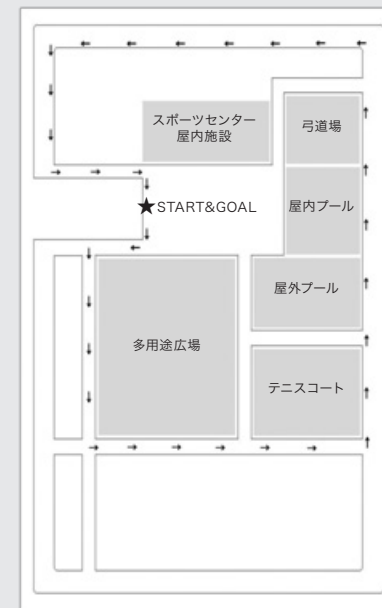 スポーツセンター
屋内施設
弓道場
★START&GOAL
屋内プール
屋外プール
多用途広場
テニスコート